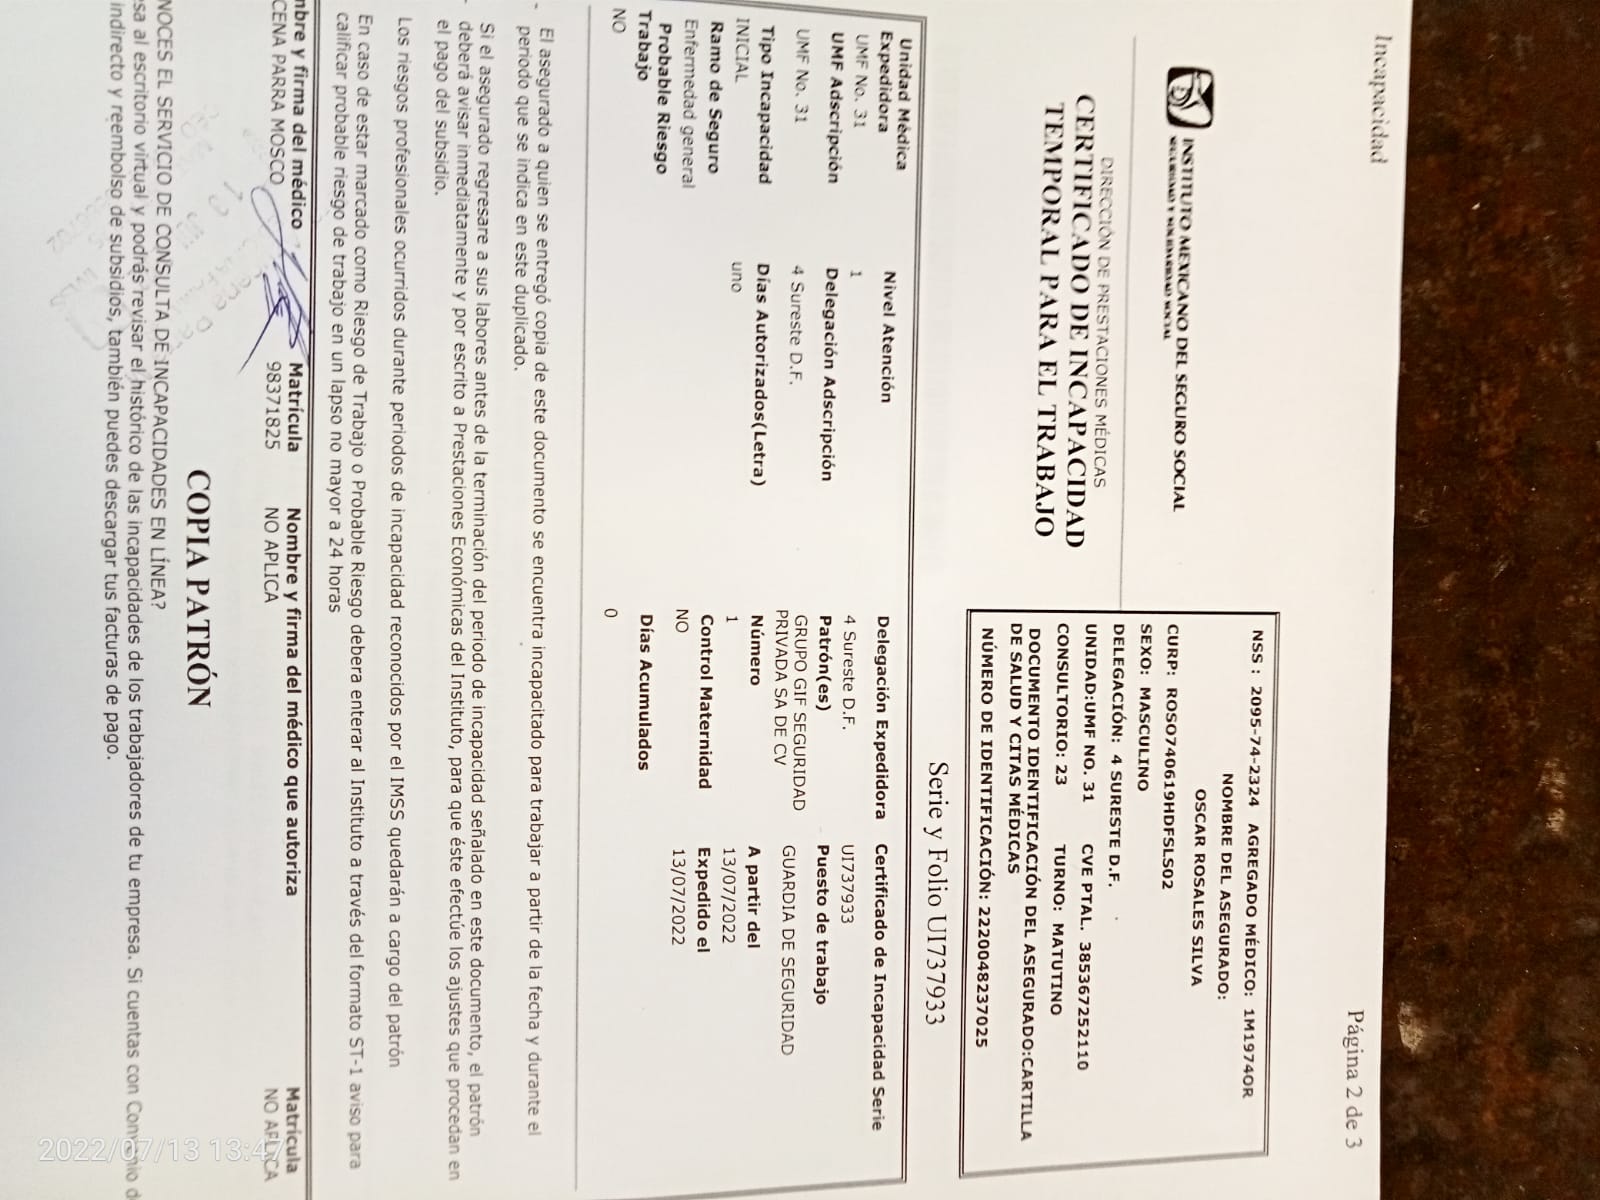 Incapacidad
Página 2 de 3
NSS : 2095-74-2324 AGREGADO MÉDICO: 1M1974OR
NOMBRE DEL ASEGURADO:
OSCAR ROSALES SILVA
CURP: ROSO740619HDFSLS02
SEXO: MASCULINO
DELEGACIÓN: 4 SURESTE D.F.
UNIDAD:UMF NO. 31 CVE PTAL. 385367252110
CONSULTORIO: 23 TURNO: MATUTINO
DOCUMENTO IDENTIFICACIÓN DEL ASEGURADO:CARTILLA
DE SALUD Y CITAS MÉDICAS
NÚMERO DE IDENTIFICACIÓN: 2220048237025
INSTITUTO MEXICANO DEL SEGURO SOCIAL
SEGURIDAD Y SOLIDARIDAD SOCIAL
DIRECCIÓN DE PRESTACIONES MÉDICAS
CERTIFICADO DE INCAPACIDAD
TEMPORAL PARA EL TRABAJO
Serie y Folio UI737933
Unidad Médica
Expedidora
UMF No. 31
Nivel Atención
1
Delegación Expedidora
4 Sureste D.F.
Certificado de Incapacidad Serie
UI737933
UMF Adscripción
UMF No. 31
Delegación Adscripción
4 Sureste D.F.
Patrón(es)
GRUPO GIF SEGURIDAD
PRIVADA SA DE CV
Puesto de trabajo
GUARDIA DE SEGURIDAD
Tipo Incapacidad
INICIAL
Días Autorizados(Letra)
uno
Número
1
A partir del
13/07/2022
Ramo de Seguro
Enfermedad general
Control Maternidad
NO
Expedido el
13/07/2022
Probable Riesgo
Trabajo
NO
Días Acumulados
0
El asegurado a quien se entregó copia de este documento se encuentra incapacitado para trabajar a partir de la fecha y durante el
periodo que se indica en este duplicado.
Si el asegurado regresare a sus labores antes de la terminación del periodo de incapacidad señalado en este documento, el patrón
deberá avisar inmediatamente y por escrito a Prestaciones Económicas del Instituto, para que éste efectúe los ajustes que procedan en
el pago del subsidio.
Los riesgos profesionales ocurridos durante periodos de incapacidad reconocidos por el IMSS quedarán a cargo del patrón
En caso de estar marcado como Riesgo de Trabajo o Probable Riesgo debera enterar al Instituto a través del formato ST-1 aviso para
calificar probable riesgo de trabajo en un lapso no mayor a 24 horas
mbre y firma del médico
CENA PARRA MOSCO
Matrícula
98371825
Nombre y firma del médico que autoriza
NO APLICA
Matrícula
NO APLICA
COPIA PATRÓN
NOCES EL SERVICIO DE CONSULTA DE INCAPACIDADES EN LÍNEA?
esa al escritorio virtual y podrás revisar el histórico de las incapacidades de los trabajadores de tu empresa. Si cuentas con Convenio de
indirecto y reembolso de subsidios, también puedes descargar tus facturas de pago.
2022/07/13 13:47